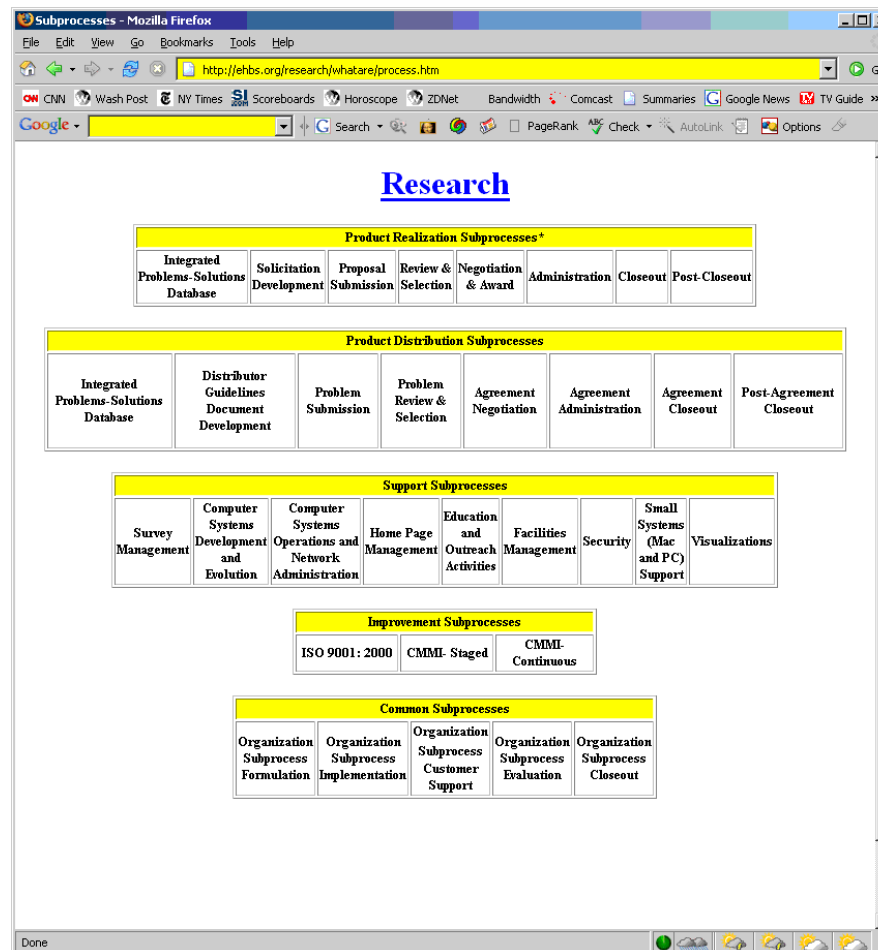 Subprocesses - Mozilla Firefox
File Edit View Go Bookmarks Tools Help
http://ehbs.org/research/whatare/process.htm G
CNN Wash Post NY Times Scoreboards Horoscope ZDNet Bandwidth Comcast Summaries Google News TV Guide »
Google Search PageRank Check AutoLink Options
Research
Product Realization Subprocesses*
Integrated
Problems-Solutions
Database
Solicitation
Development
Proposal
Submission
Review &
Selection
Negotiation
& Award
Administration
Closeout
Post-Closeout
Product Distribution Subprocesses
Integrated
Problems-Solutions
Database
Distributor
Guidelines
Document
Development
Problem
Submission
Problem
Review &
Selection
Agreement
Negotiation
Agreement
Administration
Agreement
Closeout
Post-Agreement
Closeout
Support Subprocesses
Survey
Management
Computer
Systems
Development
and
Evolution
Computer
Systems
Operations and
Network
Administration
Home Page
Management
Education
and
Outreach
Activities
Facilities
Management
Security
Small
Systems
(Mac
and PC)
Support
Visualizations
Improvement Subprocesses
ISO 9001: 2000
CMMI- Staged
CMMI-
Continuous
Common Subprocesses
Organization
Subprocess
Formulation
Organization
Subprocess
Implementation
Organization
Subprocess
Customer
Support
Organization
Subprocess
Evaluation
Organization
Subprocess
Closeout
Done